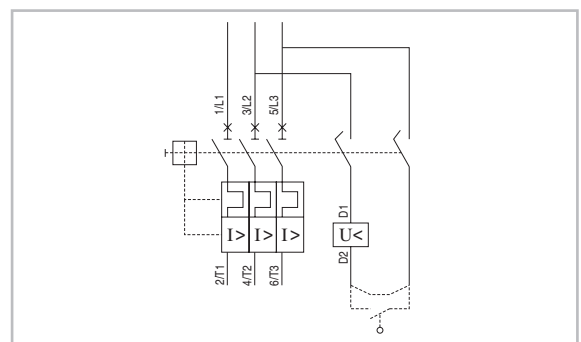 1/L1
3/L2
5/L3
D1
I> I> I>
U<
D2
2/T1
4/T2
6/T3